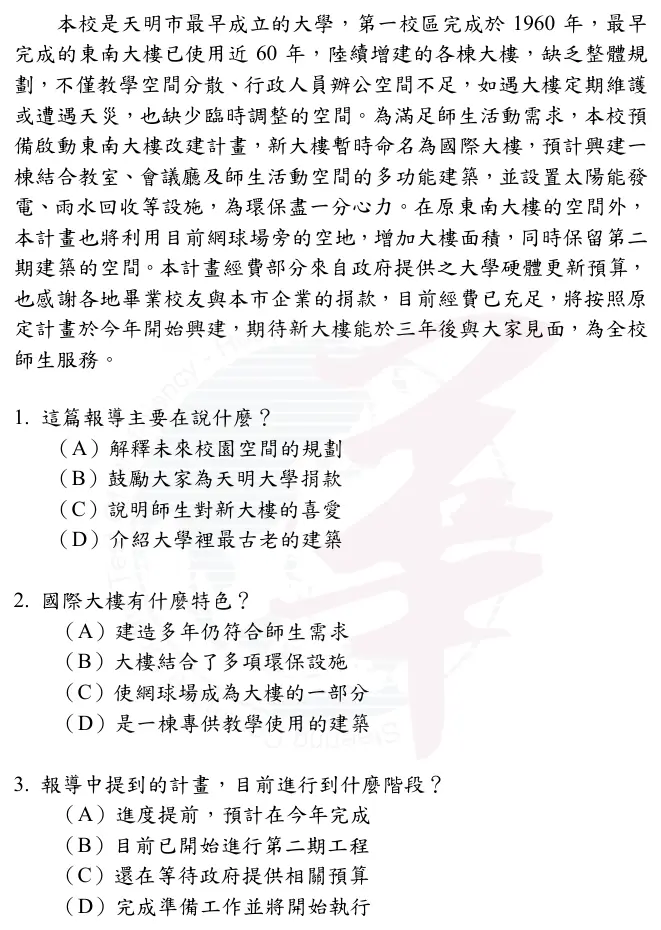 本校是天明市最早成立的大學，第一校區完成於 1960 年，最早
完成的東南大樓已使用近 60 年，陸續增建的各棟大樓，缺乏整體規
劃，不僅教學空間分散、行政人員辦公空間不足，如遇大樓定期維護
或遭遇天災，也缺少臨時調整的空間。為滿足師生活動需求，本校預
備啟動東南大樓改建計畫，新大樓暫時命名為國際大樓，預計興建一
棟結合教室、會議廳及師生活動空間的多功能建築，並設置太陽能發
電、雨水回收等設施，為環保盡一分心力。在原東南大樓的空間外，
本計畫也將利用目前網球場旁的空地，增加大樓面積，同時保留第二
期建築的空間。本計畫經費部分來自政府提供之大學硬體更新預算，
也感謝各地畢業校友與本市企業的捐款，目前經費已充足，將按照原
定計畫於今年開始興建，期待新大樓能於三年後與大家見面，為全校
師生服務。
1. 這篇報導主要在說什麼？
（A）解釋未來校園空間的規劃
（B）鼓勵大家為天明大學捐款
（C）說明師生對新大樓的喜愛
（D）介紹大學裡最古老的建築
2. 國際大樓有什麼特色？
（A）建造多年仍符合師生需求
（B）大樓結合了多項環保設施
（C）使網球場成為大樓的一部分
（D）是一棟專供教學使用的建築
3. 報導中提到的計畫，目前進行到什麼階段？
（A）進度提前，預計在今年完成
（B）目前已開始進行第二期工程
（C）還在等待政府提供相關預算
（D）完成準備工作並將開始執行